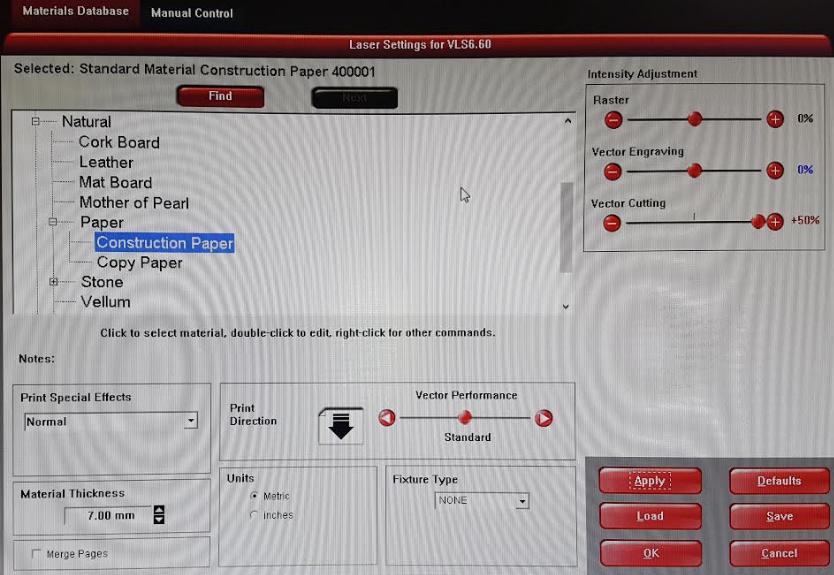 Materials Database
Manual Control
Laser Settings for VLS6.60
Selected: Standard Material Construction Paper 400001
Find
Next
Natural
Cork Board
Leather
Mat Board
Mother of Pearl
Paper
Construction Paper
Copy Paper
Stone
Vellum
Click to select material, double-click to edit, right-click for other commands.
Notes:
Intensity Adjustment
Raster
0%
Vector Engraving
0%
Vector Cutting
+50%
Print Special Effects
Normal
Print
Direction
Vector Performance
Standard
Material Thickness
7.00 mm
Merge Pages
Units
Metric
inches
Fixture Type
NONE
Apply
Defaults
Load
Save
OK
Cancel